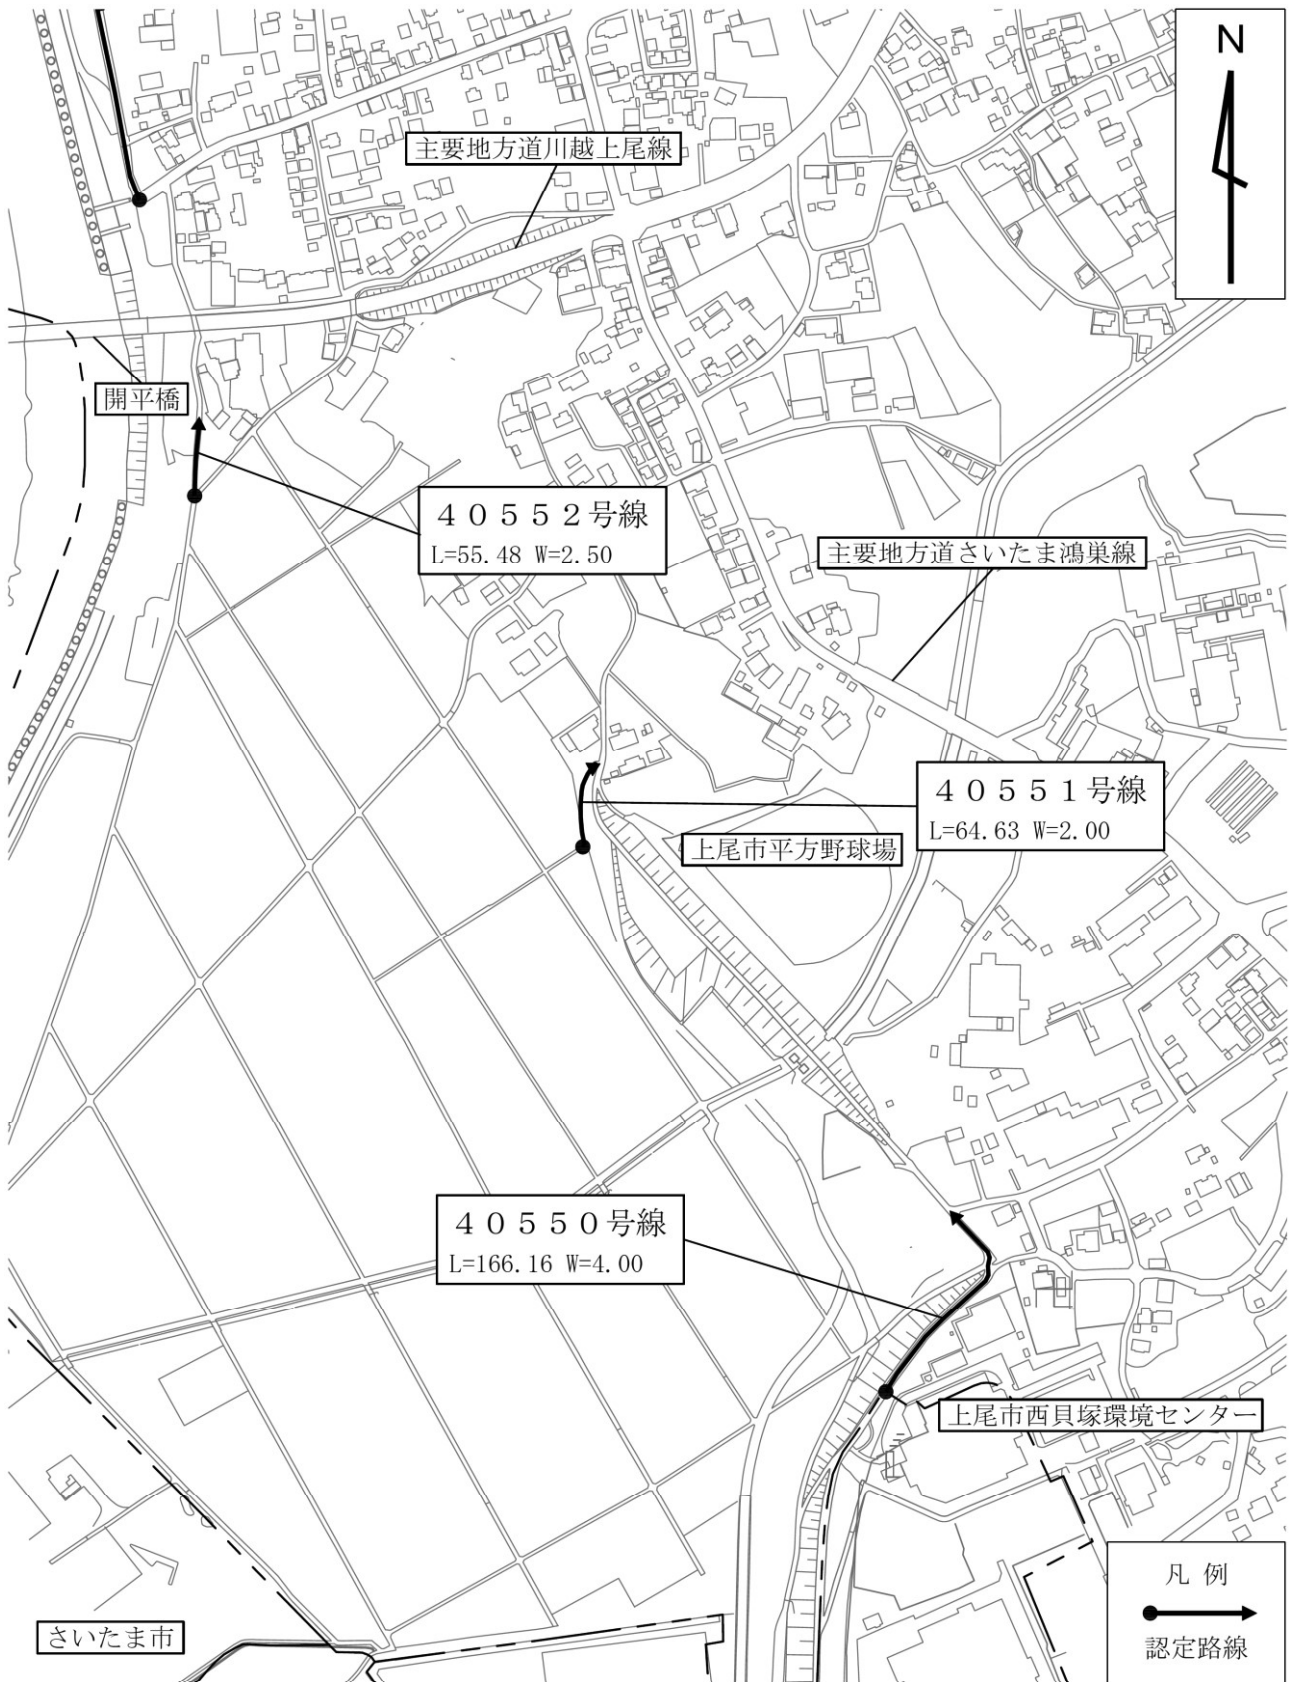 N
主要地方道川越上尾線
開平橋
４０５５２号線
L=55.48 W=2.50
主要地方道さいたま鴻巣線
４０５５１号線
L=64.63 W=2.00
上尾市平方野球場
４０５５０号線
L=166.16 W=4.00
上尾市西貝塚環境センター
さいたま市
凡 例
認定路線